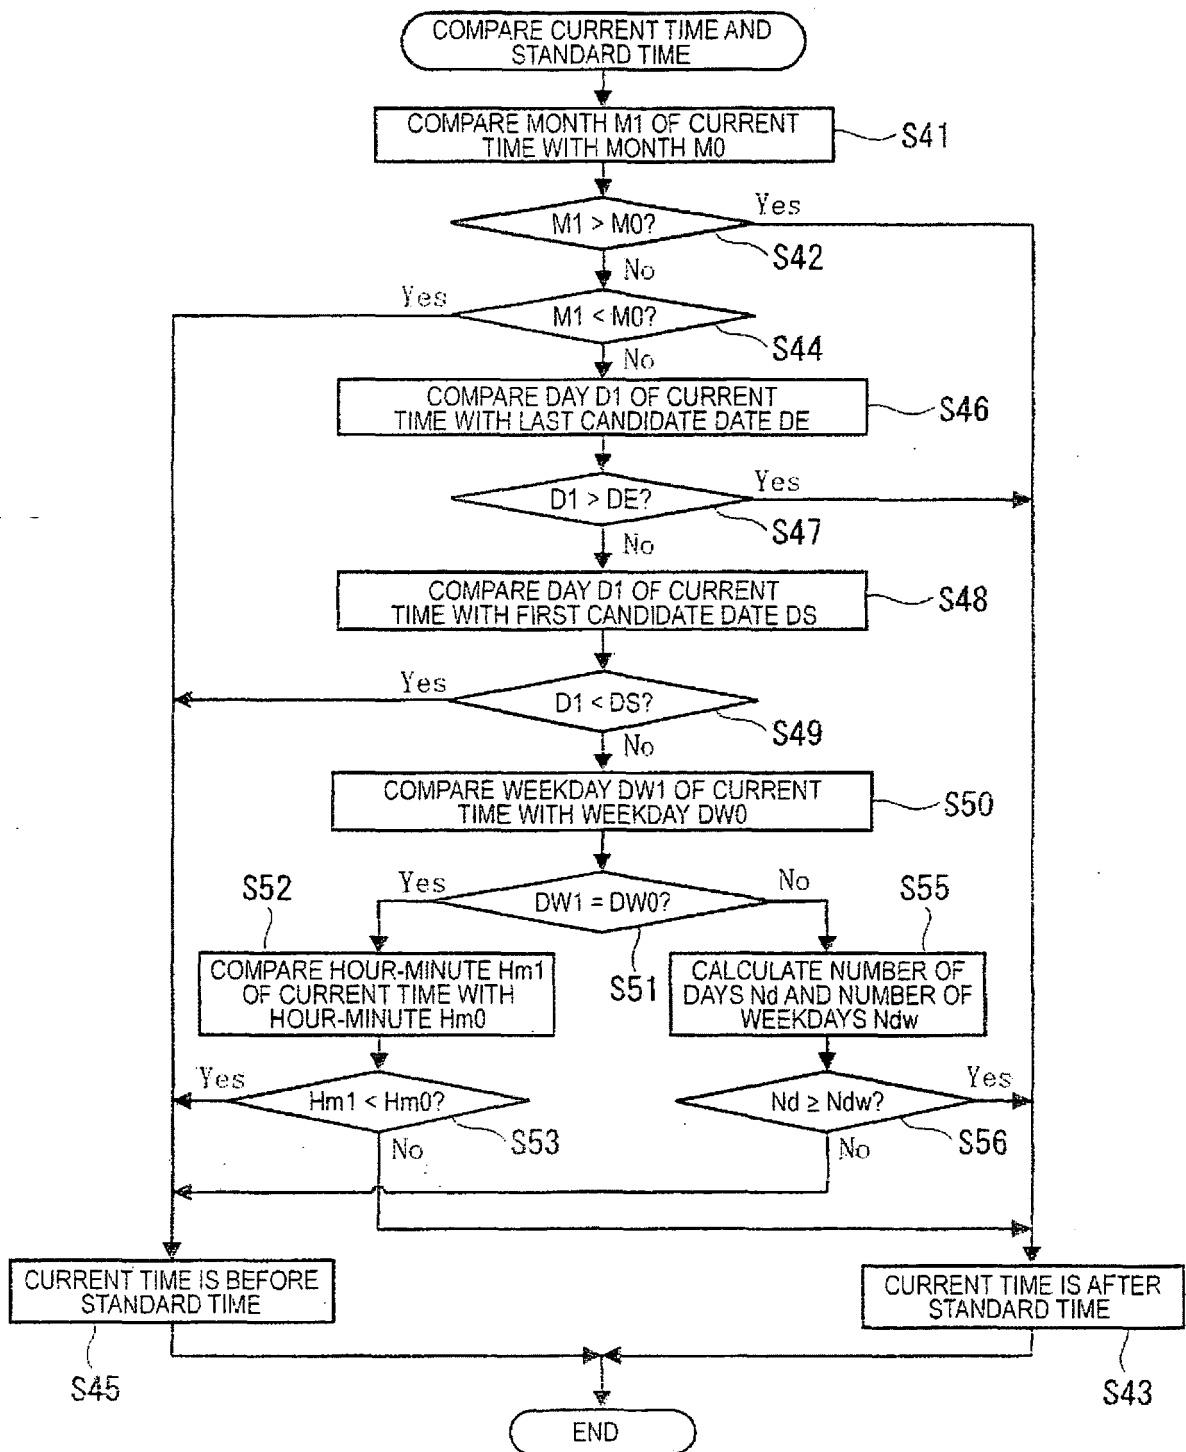 COMPARE CURRENT TIME AND
STANDARD TIME
COMPARE MONTH M1 OF CURRENT
TIME WITH MONTH M0
S41
M1 > M0?
Yes
S42
No
M1 < M0?
Yes
S44
No
COMPARE DAY D1 OF CURRENT
TIME WITH LAST CANDIDATE DATE DE
S46
D1 > DE?
Yes
S47
No
COMPARE DAY D1 OF CURRENT
TIME WITH FIRST CANDIDATE DATE DS
S48
D1 < DS?
Yes
S49
No
COMPARE WEEKDAY DW1 OF CURRENT
TIME WITH WEEKDAY DW0
S50
DW1 = DW0?
Yes
No
S51
S52
COMPARE HOUR-MINUTE Hm1
OF CURRENT TIME WITH
HOUR-MINUTE Hm0
S55
CALCULATE NUMBER OF
DAYS Nd AND NUMBER OF
WEEKDAYS Ndw
Yes
Hm1 < Hm0?
S53
No
Nd ≥ Ndw?
Yes
S56
No
CURRENT TIME IS BEFORE
STANDARD TIME
S45
CURRENT TIME IS AFTER
STANDARD TIME
S43
END